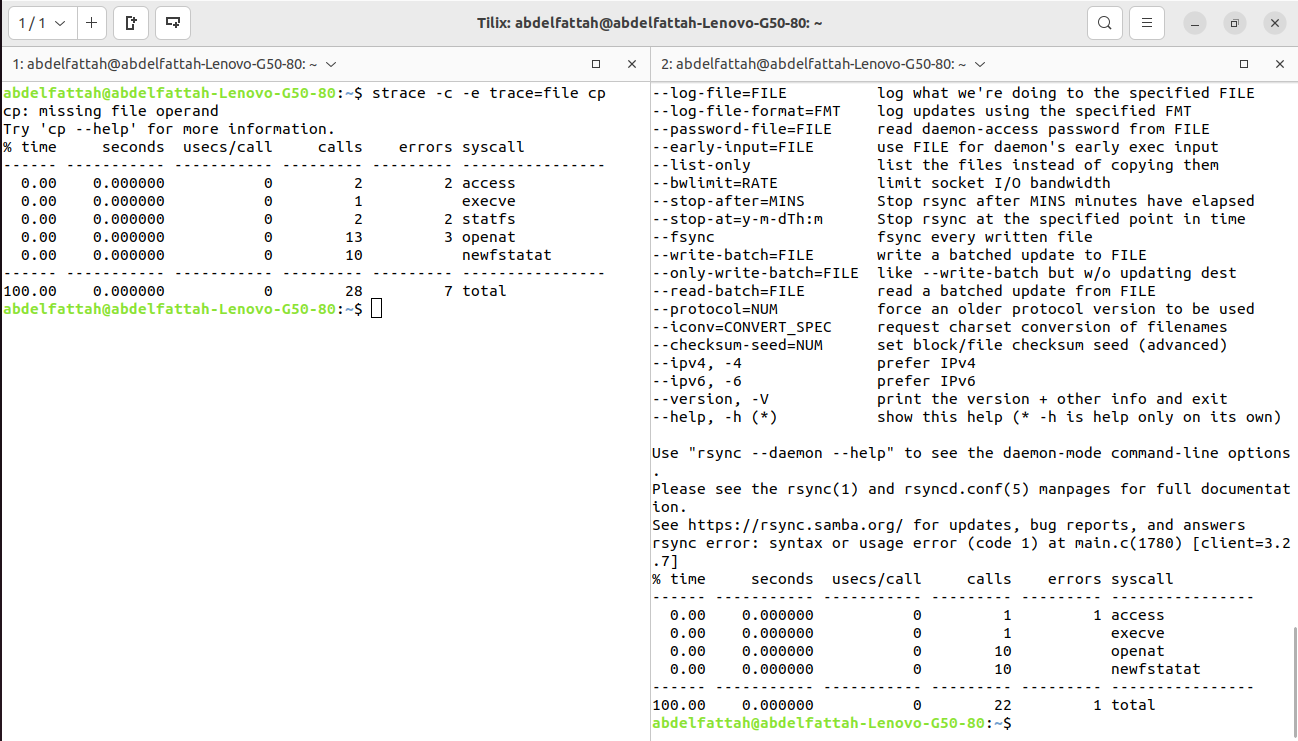 1 / 1
Tilix: abdelfattah@abdelfattah-Lenovo-G50-80: ~
1: abdelfattah@abdelfattah-Lenovo-G50-80: ~
abdelfattah@abdelfattah-Lenovo-G50-80:~$ strace -c -e trace=file cp
cp: missing file operand
Try 'cp --help' for more information.
% time     seconds  usecs/call     calls    errors syscall
------ ----------- ----------- --------- --------- ----------------
  0.00    0.000000           0         2         2 access
  0.00    0.000000           0         1           execve
  0.00    0.000000           0         2         2 statfs
  0.00    0.000000           0        13         3 openat
  0.00    0.000000           0        10           newfstatat
------ ----------- ----------- --------- --------- ----------------
100.00    0.000000           0        28         7 total
abdelfattah@abdelfattah-Lenovo-G50-80:~$
2: abdelfattah@abdelfattah-Lenovo-G50-80: ~
--log-file=FILE          log what we're doing to the specified FILE
--log-file-format=FMT    log updates using the specified FMT
--password-file=FILE     read daemon-access password from FILE
--early-input=FILE       use FILE for daemon's early exec input
--list-only              list the files instead of copying them
--bwlimit=RATE           limit socket I/O bandwidth
--stop-after=MINS        Stop rsync after MINS minutes have elapsed
--stop-at=y-m-dTh:m      Stop rsync at the specified point in time
--fsync                  fsync every written file
--write-batch=FILE       write a batched update to FILE
--only-write-batch=FILE  like --write-batch but w/o updating dest
--read-batch=FILE        read a batched update from FILE
--protocol=NUM           force an older protocol version to be used
--iconv=CONVERT_SPEC     request charset conversion of filenames
--checksum-seed=NUM      set block/file checksum seed (advanced)
--ipv4, -4               prefer IPv4
--ipv6, -6               prefer IPv6
--version, -V            print the version + other info and exit
--help, -h (*)           show this help (* -h is help only on its own)
Use "rsync --daemon --help" to see the daemon-mode command-line options
.
Please see the rsync(1) and rsyncd.conf(5) manpages for full documentat
ion.
See https://rsync.samba.org/ for updates, bug reports, and answers
rsync error: syntax or usage error (code 1) at main.c(1780) [client=3.2
.7]
% time     seconds  usecs/call     calls    errors syscall
------ ----------- ----------- --------- --------- ----------------
  0.00    0.000000           0         1         1 access
  0.00    0.000000           0         1           execve
  0.00    0.000000           0        10           openat
  0.00    0.000000           0        10           newfstatat
------ ----------- ----------- --------- --------- ----------------
100.00    0.000000           0        22         1 total
abdelfattah@abdelfattah-Lenovo-G50-80:~$